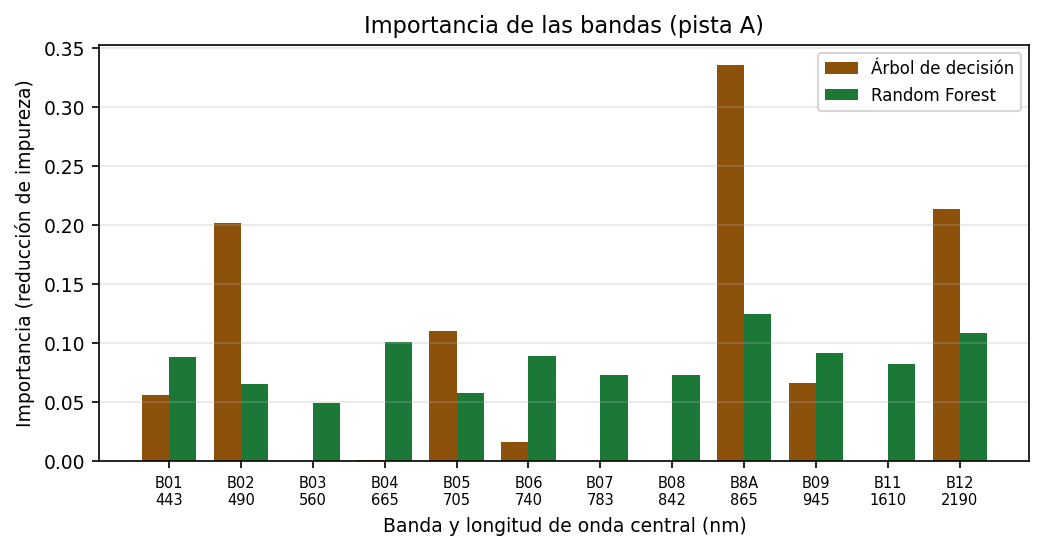 Importancia de las bandas (pista A)
Importancia (reducción de impureza)
0.35
0.30
0.25
0.20
0.15
0.10
0.05
0.00
Árbol de decisión
Random Forest
B01 B02 B03 B04 B05 B06 B07 B08 B8A B09 B11 B12
443 490 560 665 705 740 783 842 865 945 1610 2190
Banda y longitud de onda central (nm)